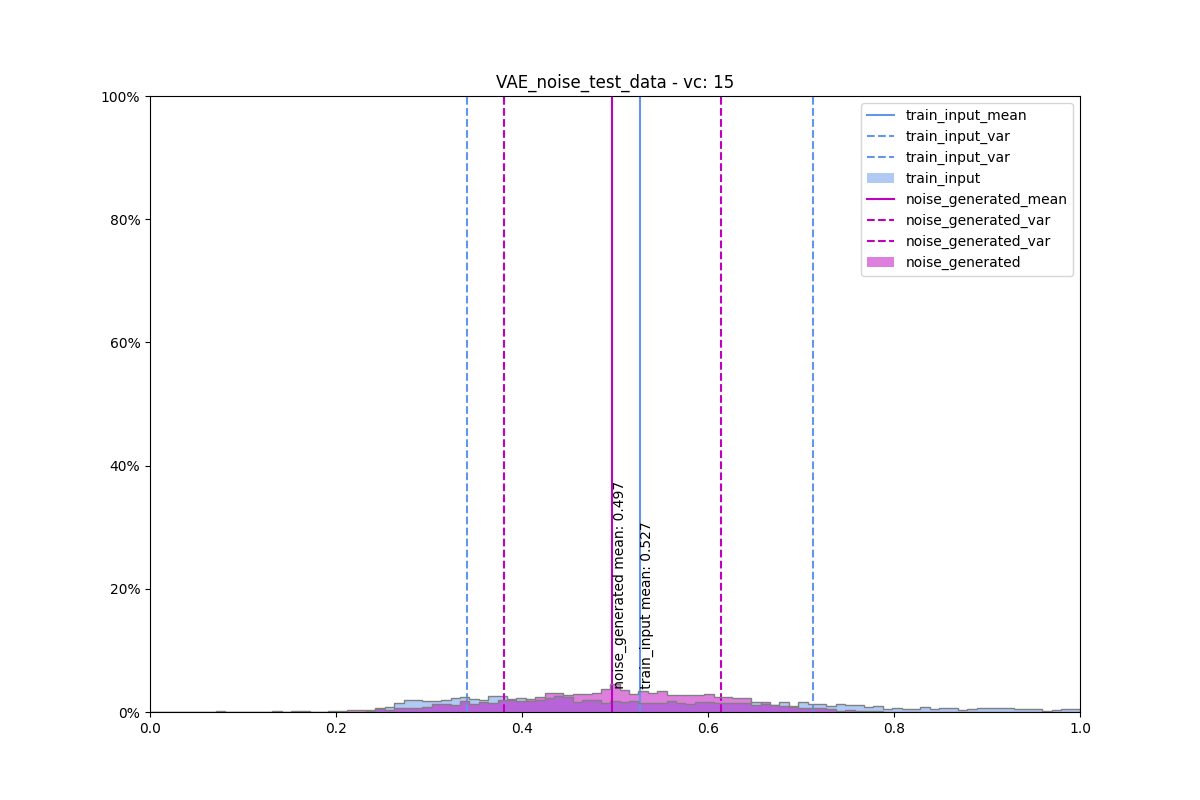 VAE_noise_test_data - vc: 15
100%
80%
60%
40%
20%
0%
train_input_mean
train_input_var
train_input_var
train_input
noise_generated_mean
noise_generated_var
noise_generated_var
noise_generated
noise_generated mean: 0.497
train_input mean: 0.527
0.0
0.2
0.4
0.6
0.8
1.0